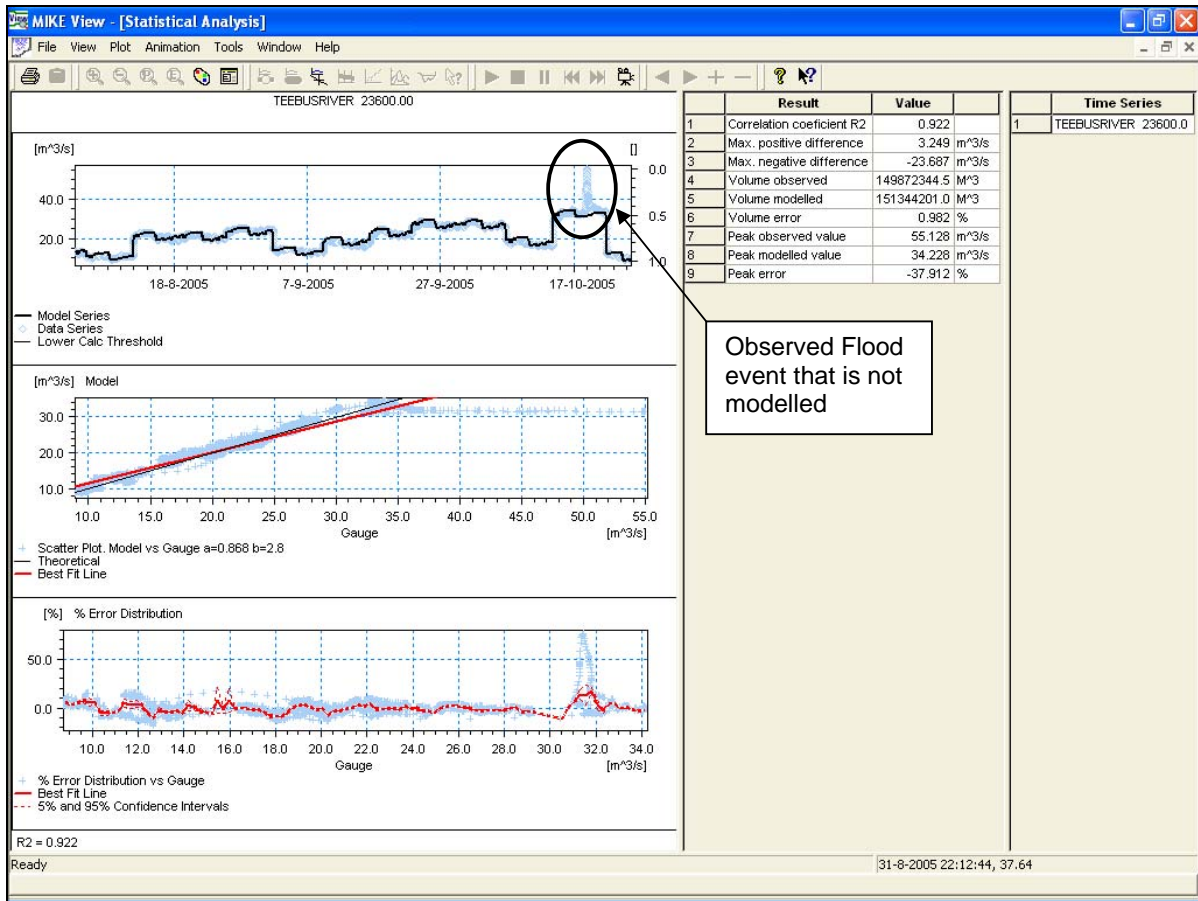 MIKE View - [Statistical Analysis]
File View Plot Animation Tools Window Help
TEEBUSRIVER 23600.00
[m^3/s] []
40.0
20.0
0.0
0.5
1.0
18-8-2005 7-9-2005 27-9-2005 17-10-2005
Model Series
Data Series
Lower Calc Threshold
[m^3/s] Model
30.0
20.0
10.0
10.0 15.0 20.0 25.0 30.0 35.0 40.0 45.0 50.0 55.0
Gauge [m^3/s]
Scatter Plot. Model vs Gauge a=0.868 b=2.8
Theoretical
Best Fit Line
[%] % Error Distribution
50.0
0.0
10.0 12.0 14.0 16.0 18.0 20.0 22.0 24.0 26.0 28.0 30.0 32.0 34.0
Gauge [m^3/s]
% Error Distribution vs Gauge
Best Fit Line
5% and 95% Confidence Intervals
R2 = 0.922
Result Value
1 Correlation coeficient R2 0.922
2 Max. positive difference 3.249 m^3/s
3 Max. negative difference -23.687 m^3/s
4 Volume observed 149872344.5 M^3
5 Volume modelled 151344201.0 M^3
6 Volume error 0.982 %
7 Peak observed value 55.128 m^3/s
8 Peak modelled value 34.228 m^3/s
9 Peak error -37.912 %
Time Series
1 TEEBUSRIVER 23600.0
Observed Flood
event that is not
modelled
Ready
31-8-2005 22:12:44, 37.64